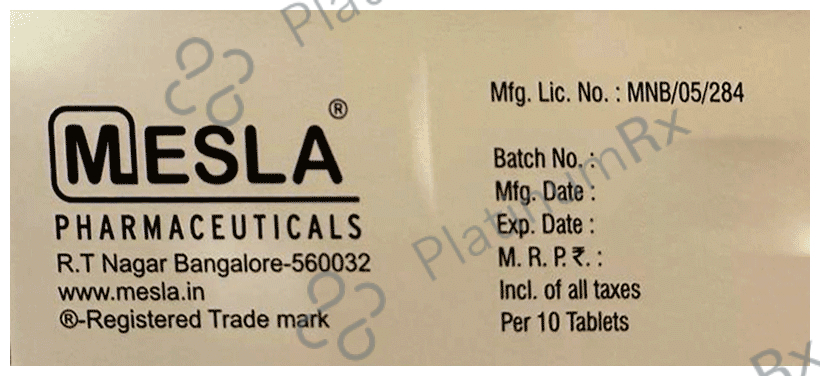 MESLA®
PHARMACEUTICALS
R.T Nagar Bangalore-560032
www.mesla.in
®-Registered Trade mark
Mfg. Lic. No. : MNB/05/284
Batch No. :
Mfg. Date :
Exp. Date :
M. R. P. ₹. :
Incl. of all taxes
Per 10 Tablets
PlatinumRx